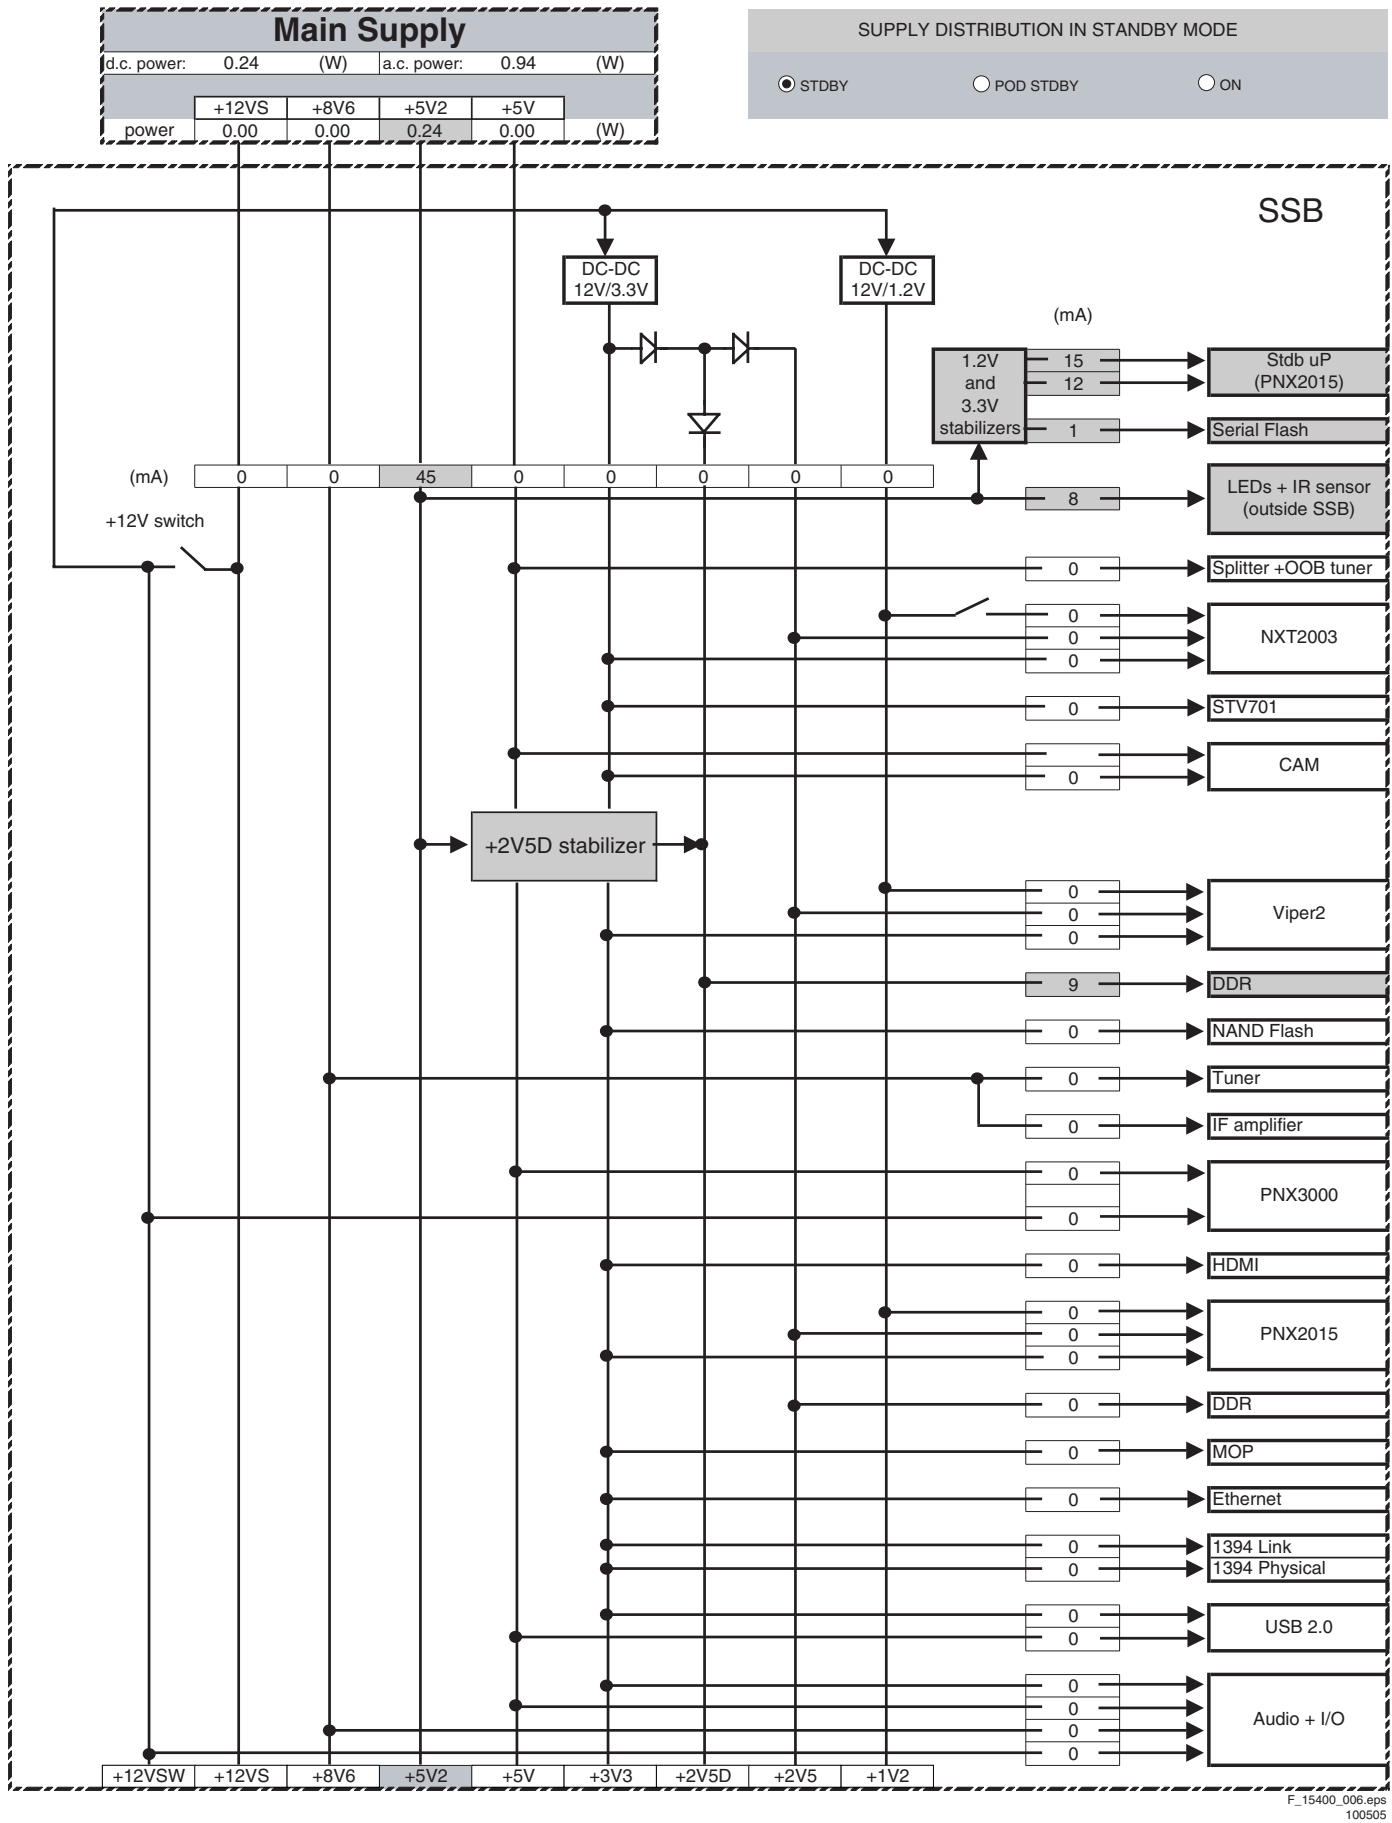 Main Supply
d.c. power: 0.24 (W) a.c. power: 0.94 (W)
+12VS +8V6 +5V2 +5V
power 0.00 0.00 0.24 0.00 (W)
SUPPLY DISTRIBUTION IN STANDBY MODE
STDBY POD STDBY ON
SSB
DC-DC
12V/3.3V
DC-DC
12V/1.2V
(mA)
1.2V
and
3.3V
stabilizers
15
12
1
Stdb uP
(PNX2015)
Serial Flash
(mA) 0 0 45 0 0 0 0 0
8
LEDs + IR sensor
(outside SSB)
+12V switch
0 Splitter +OOB tuner
0
0
0
NXT2003
0 STV701
0
CAM
+2V5D stabilizer
0
0
0
Viper2
9 DDR
0 NAND Flash
0 Tuner
0 IF amplifier
0
0
PNX3000
0 HDMI
0
0
0
PNX2015
0 DDR
0 MOP
0 Ethernet
0 1394 Link
0 1394 Physical
0
0
USB 2.0
0
0
0
0
Audio + I/O
+12VSW +12VS +8V6 +5V2 +5V +3V3 +2V5D +2V5 +1V2
F_15400_006.eps
100505